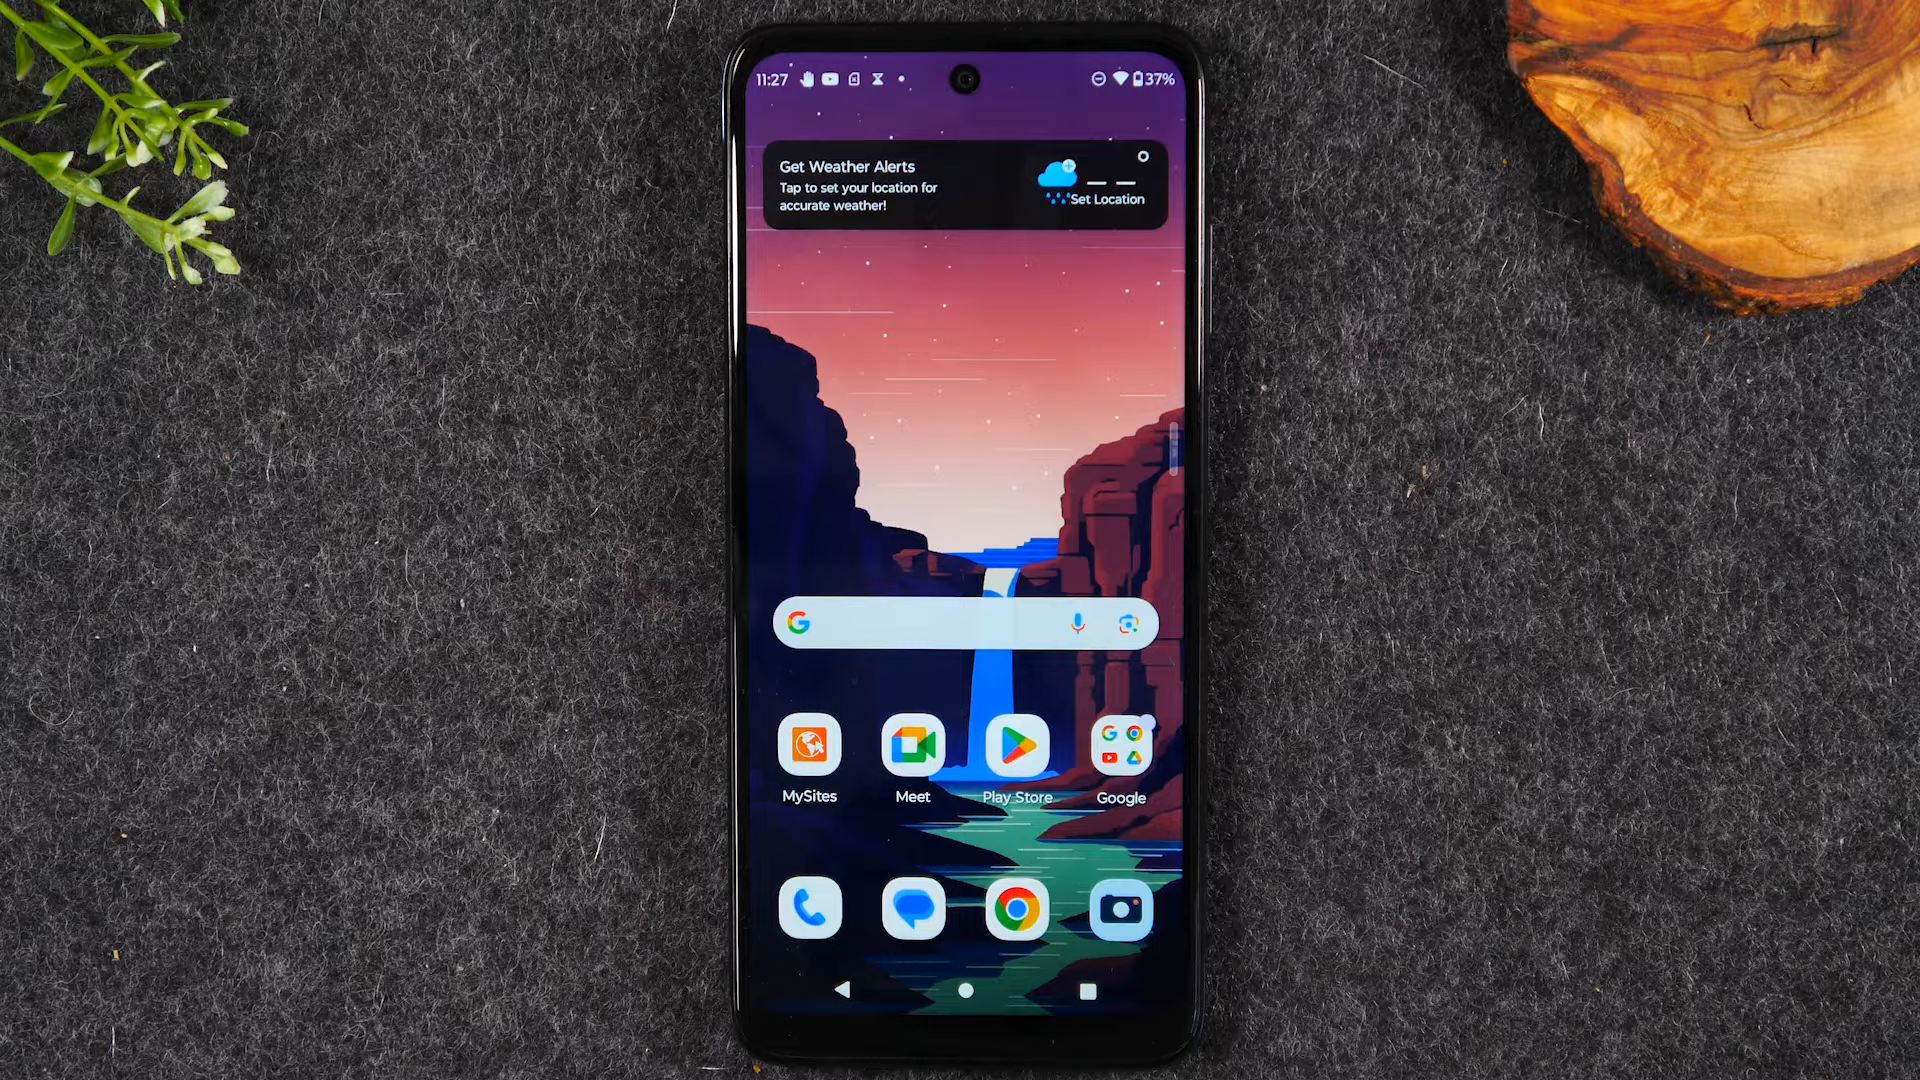 11:27
37%
Get Weather Alerts
Tap to set your location for
accurate weather!
Set Location
MySites Meet Play Store Google